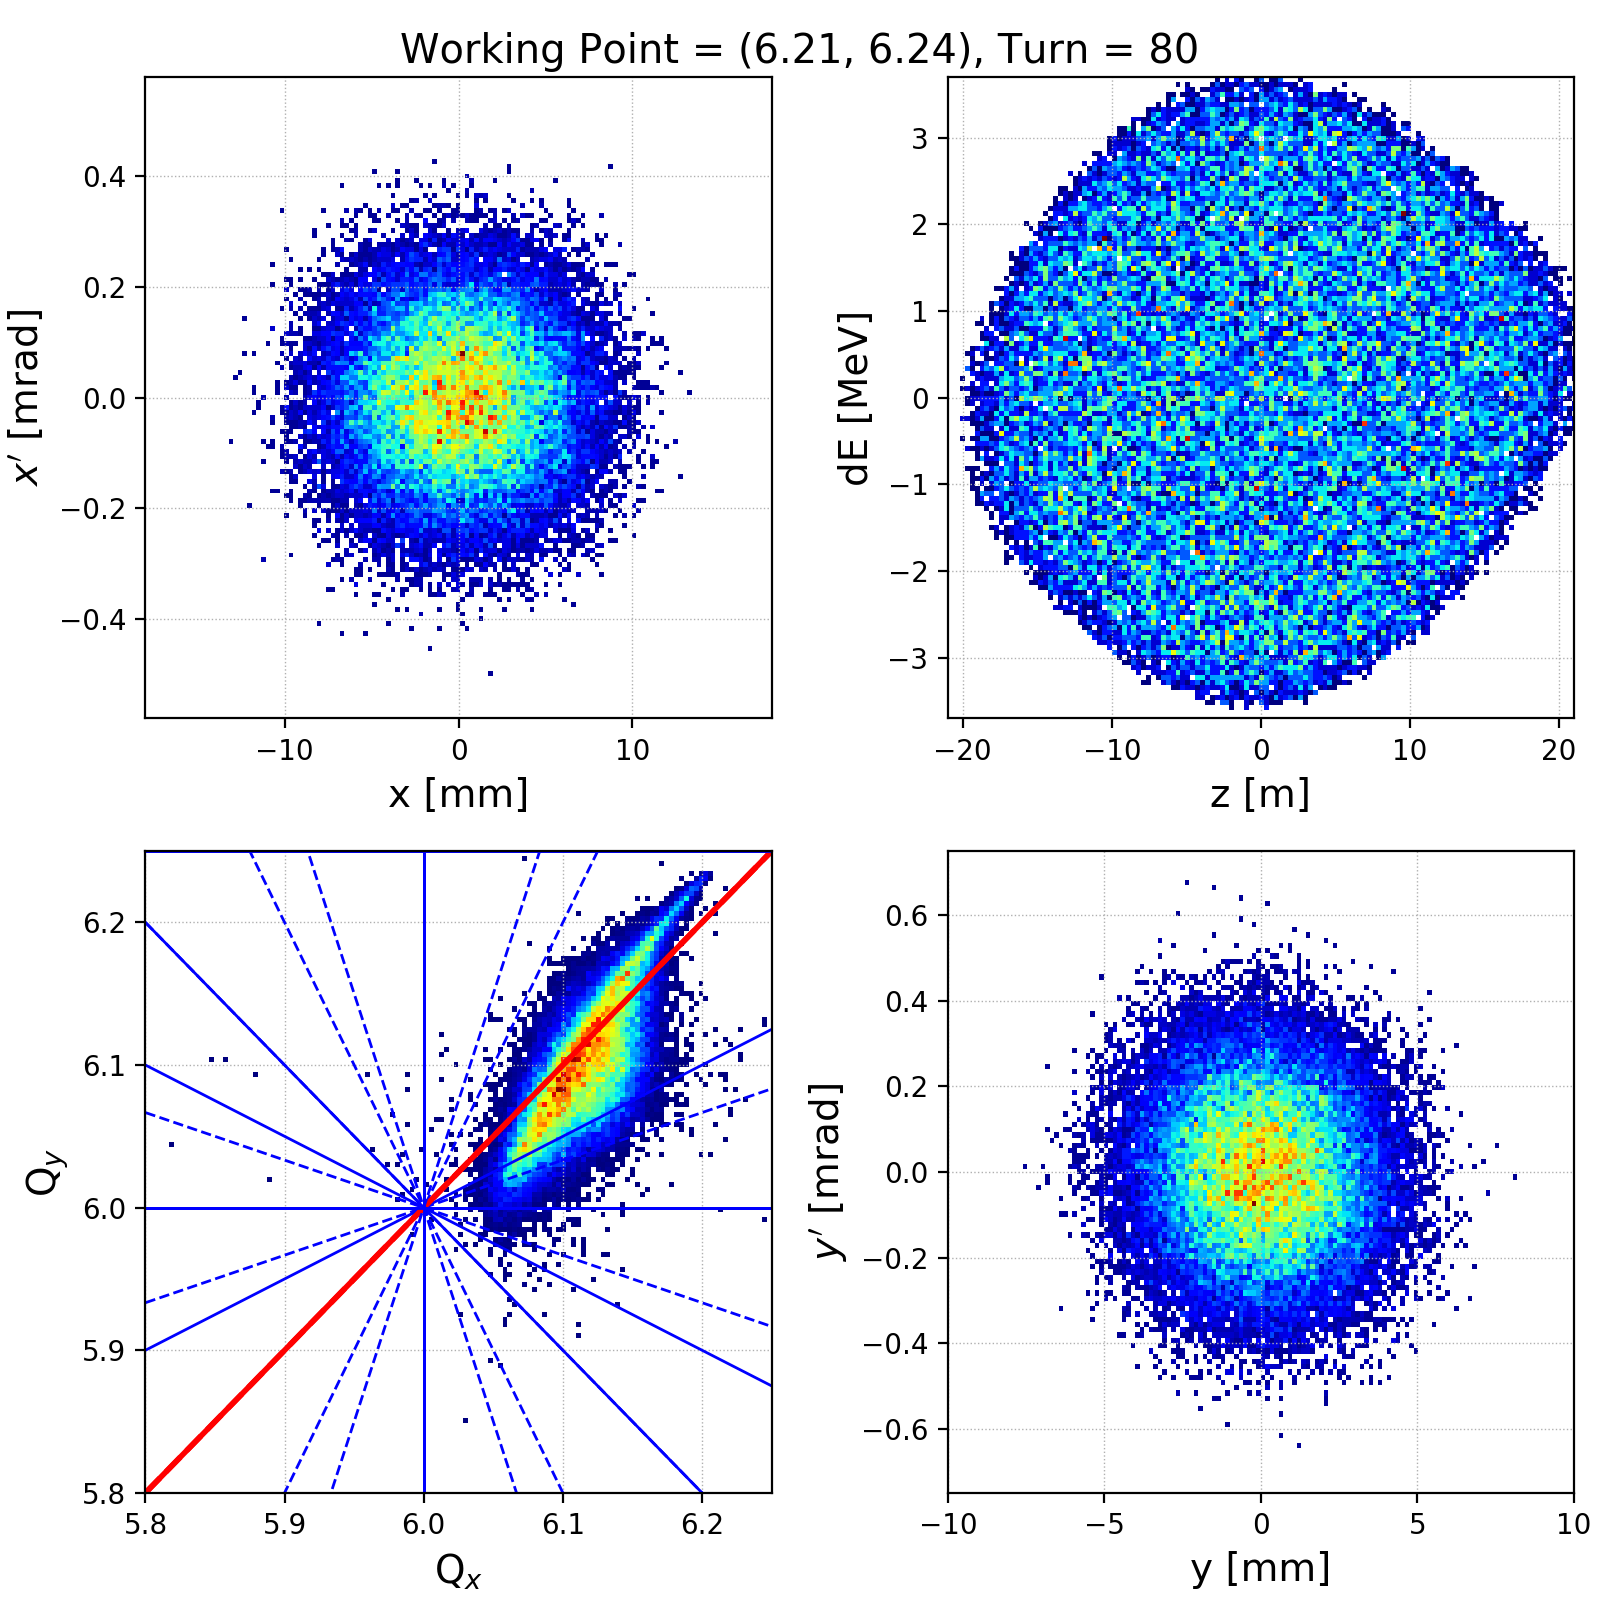 Working Point = (6.21, 6.24), Turn = 80
x′ [mrad]
0.4
0.2
0.0
−0.2
−0.4
−10 0 10
x [mm]
dE [MeV]
3
2
1
0
−1
−2
−3
−20 −10 0 10 20
z [m]
Qy
6.2
6.1
6.0
5.9
5.8
5.8 5.9 6.0 6.1 6.2
Qx
y′ [mrad]
0.6
0.4
0.2
0.0
−0.2
−0.4
−0.6
−10 −5 0 5 10
y [mm]